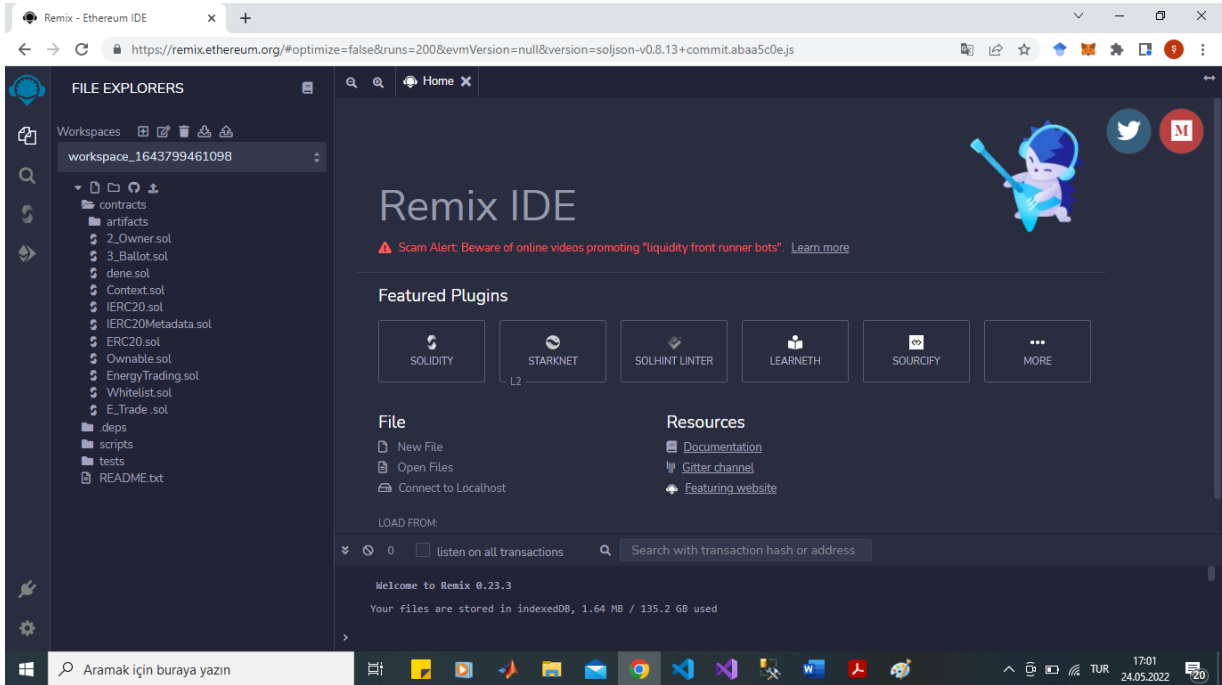 Remix - Ethereum IDE
https://remix.ethereum.org/#optimize=false&runs=200&evmVersion=null&version=soljson-v0.8.13+commit.abaa5c0e.js
$
FILE EXPLORERS
Workspaces
workspace_1643799461098
contracts
artifacts
2_Owner.sol
3_Ballot.sol
dene.sol
Context.sol
IERC20.sol
IERC20Metadata.sol
ERC20.sol
Ownable.sol
EnergyTrading.sol
Whitelist.sol
E_Trade .sol
.deps
scripts
tests
README.txt
Home
M
Remix IDE
Scam Alert: Beware of online videos promoting "liquidity front runner bots". Learn more
Featured Plugins
SOLIDITY
STARKNET
L2
SOLHINT LINTER
LEARNETH
SOURCIFY
MORE
File
New File
Open Files
Connect to Localhost
LOAD FROM:
Resources
Documentation
Gitter channel
Featuring website
0 listen on all transactions Search with transaction hash or address
Welcome to Remix 0.23.3
Your files are stored in indexedDB, 1.64 MB / 135.2 GB used
>
Aramak için buraya yazın
TUR
17:01
24.05.2022
20